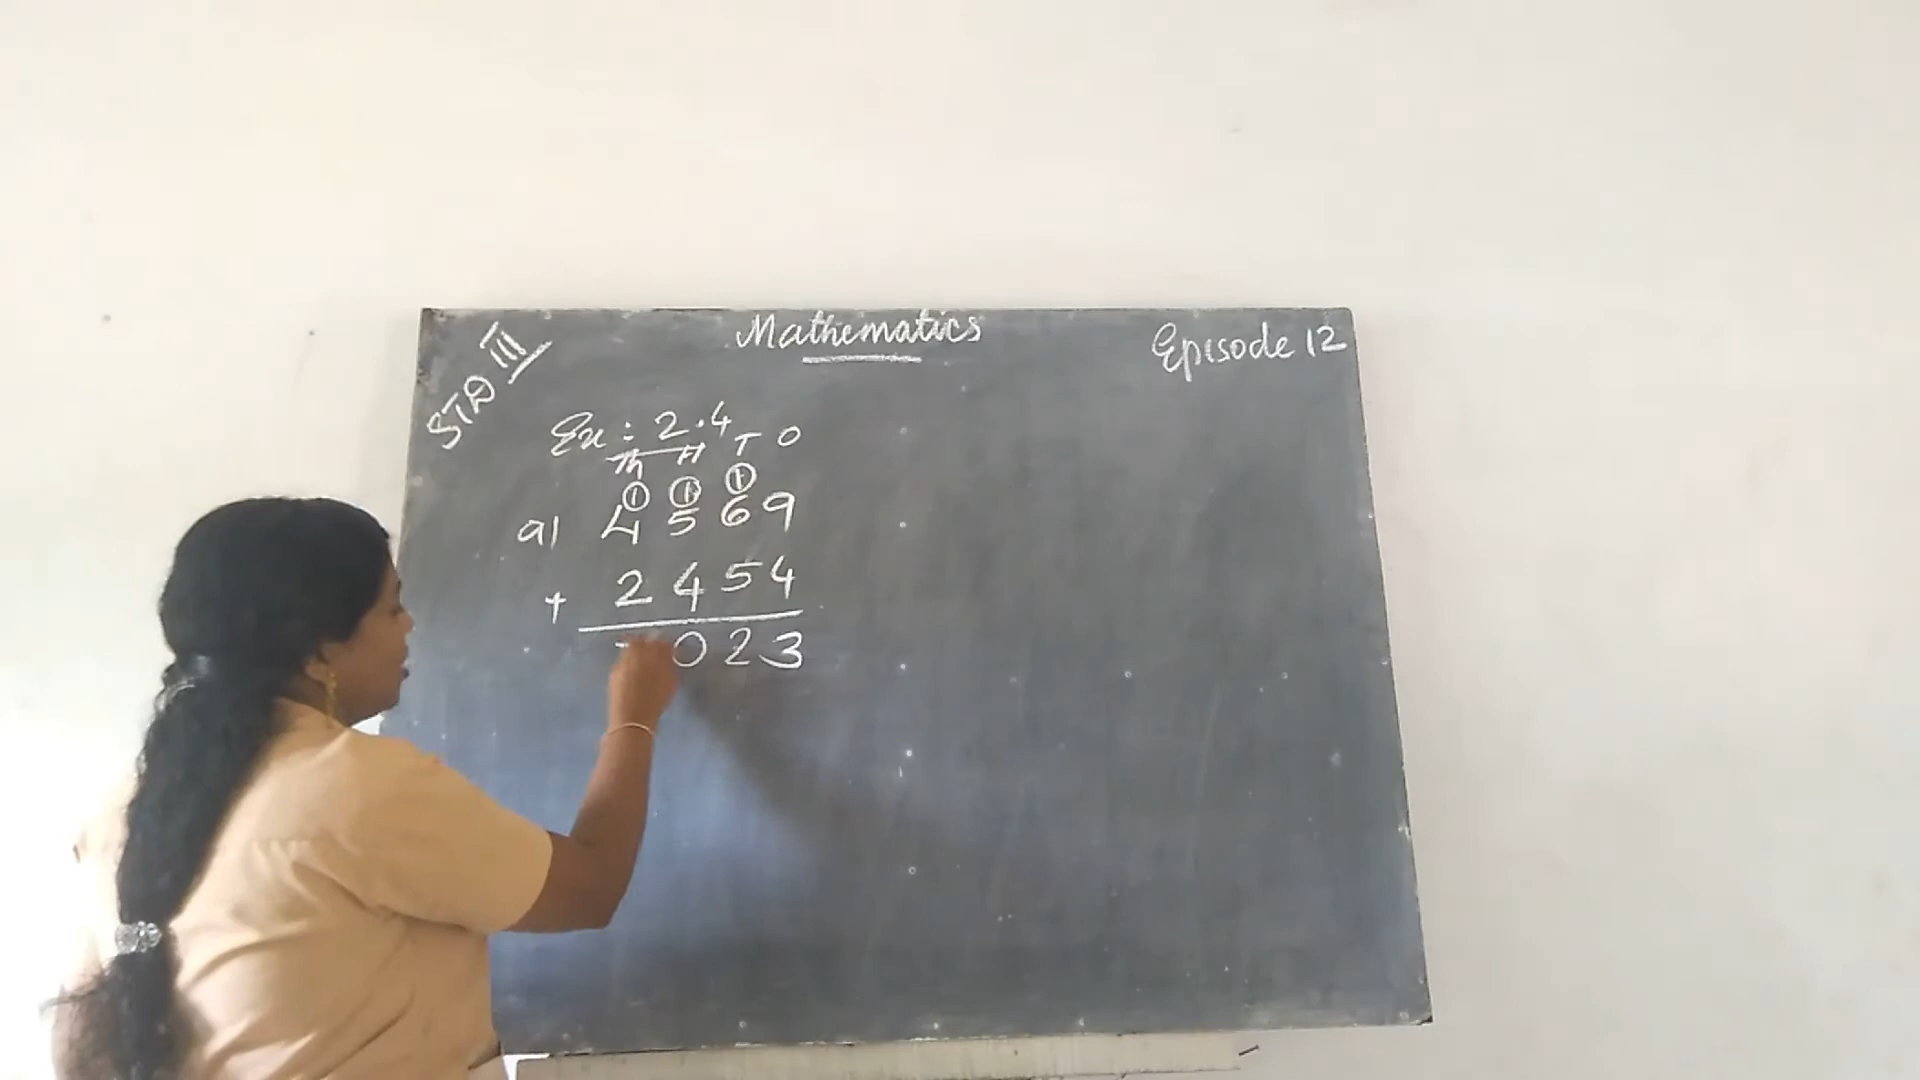 STD III
Mathematics
Episode 12
Ex : 2.4
Th H T O
1 1 1
a) 4 5 6 9
+ 2 4 5 4
0 2 3